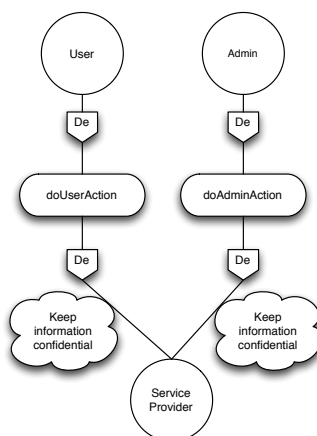 User
Admin
De
De
doUserAction
doAdminAction
De
De
Keep
information
confidential
Keep
information
confidential
Service
Provider